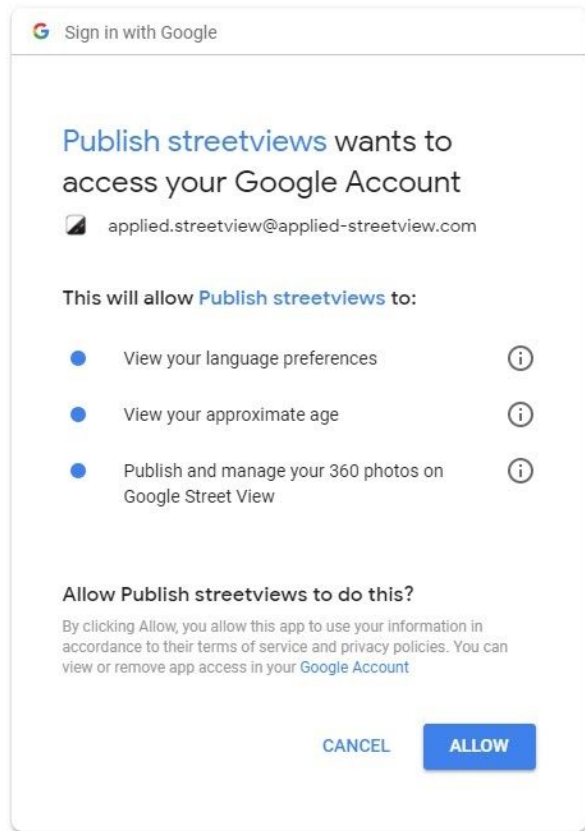 Sign in with Google
Publish streetviews wants to
access your Google Account
applied.streetview@applied-streetview.com
This will allow Publish streetviews to:
View your language preferences
View your approximate age
Publish and manage your 360 photos on
Google Street View
Allow Publish streetviews to do this?
By clicking Allow, you allow this app to use your information in
accordance to their terms of service and privacy policies. You can
view or remove app access in your Google Account
CANCEL ALLOW